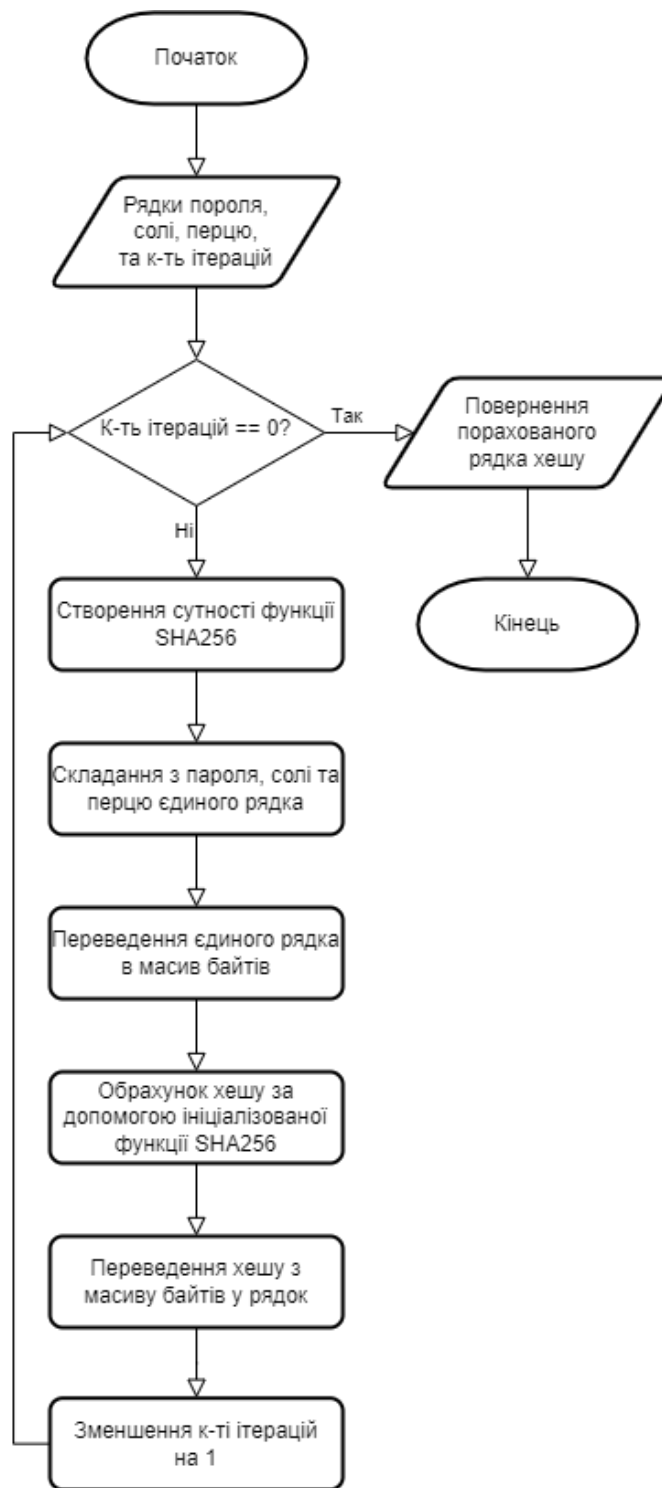 Початок
Рядки пороля,
солі, перцю,
та к-ть ітерацій
К-ть ітерацій == 0?
Так
Повернення
порахованого
рядка хешу
Ні
Кінець
Створення сутності функції
SHA256
Складання з пароля, солі та
перцю єдиного рядка
Переведення єдиного рядка
в масив байтів
Обрахунок хешу за
допомогою ініціалізованої
функції SHA256
Переведення хешу з
масиву байтів у рядок
Зменшення к-ті ітерацій
на 1